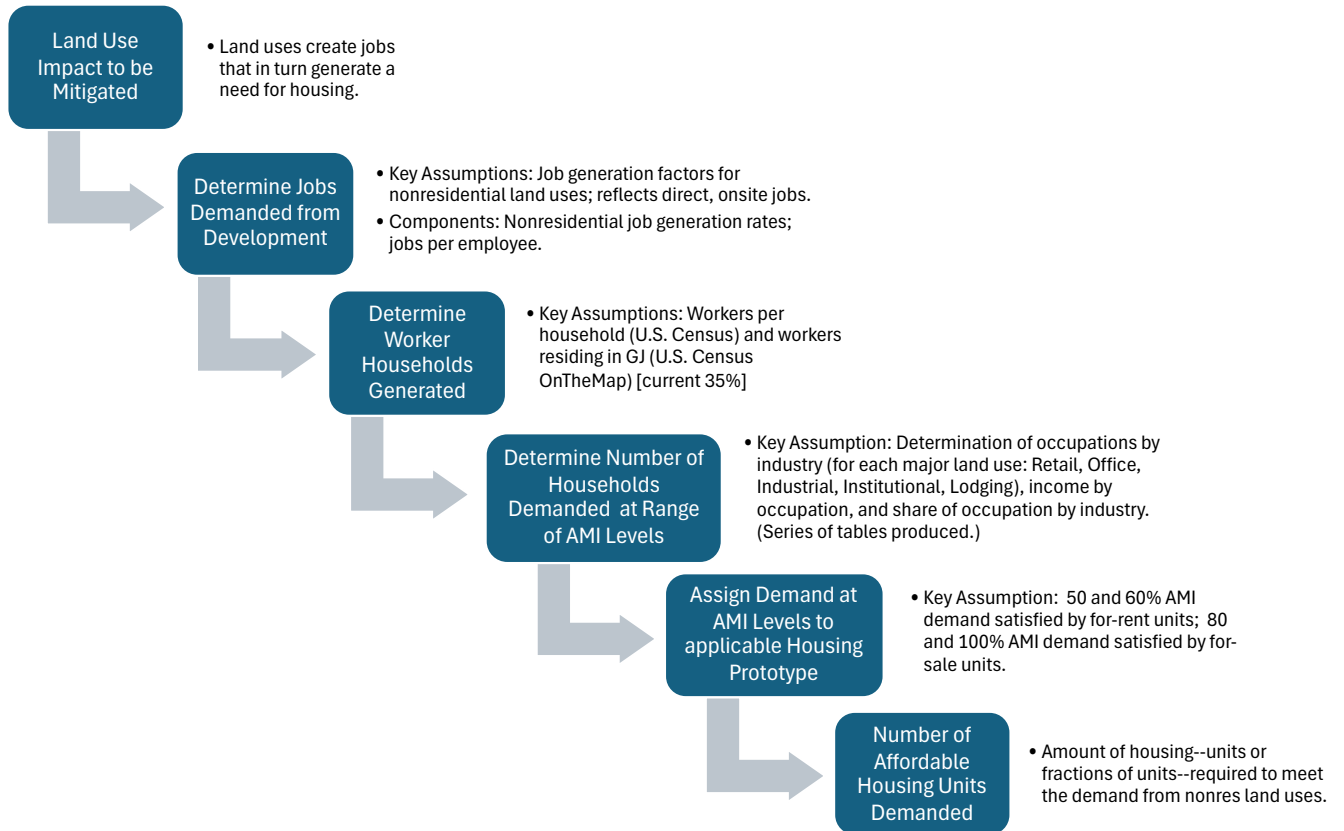 Land Use
Impact to be
Mitigated
• Land uses create jobs
that in turn generate a
need for housing.
Determine Jobs
Demanded from
Development
• Key Assumptions: Job generation factors for
nonresidential land uses; reflects direct, onsite jobs.
• Components: Nonresidential job generation rates;
jobs per employee.
Determine
Worker
Households
Generated
• Key Assumptions: Workers per
household (U.S. Census) and workers
residing in GJ (U.S. Census
OnTheMap) [current 35%]
Determine Number of
Households
Demanded at Range
of AMI Levels
• Key Assumption: Determination of occupations by
industry (for each major land use: Retail, Office,
Industrial, Institutional, Lodging), income by
occupation, and share of occupation by industry.
(Series of tables produced.)
Assign Demand at
AMI Levels to
applicable Housing
Prototype
• Key Assumption: 50 and 60% AMI
demand satisfied by for-rent units; 80
and 100% AMI demand satisfied by for-
sale units.
Number of
Affordable
Housing Units
Demanded
• Amount of housing--units or
fractions of units--required to meet
the demand from nonres land uses.